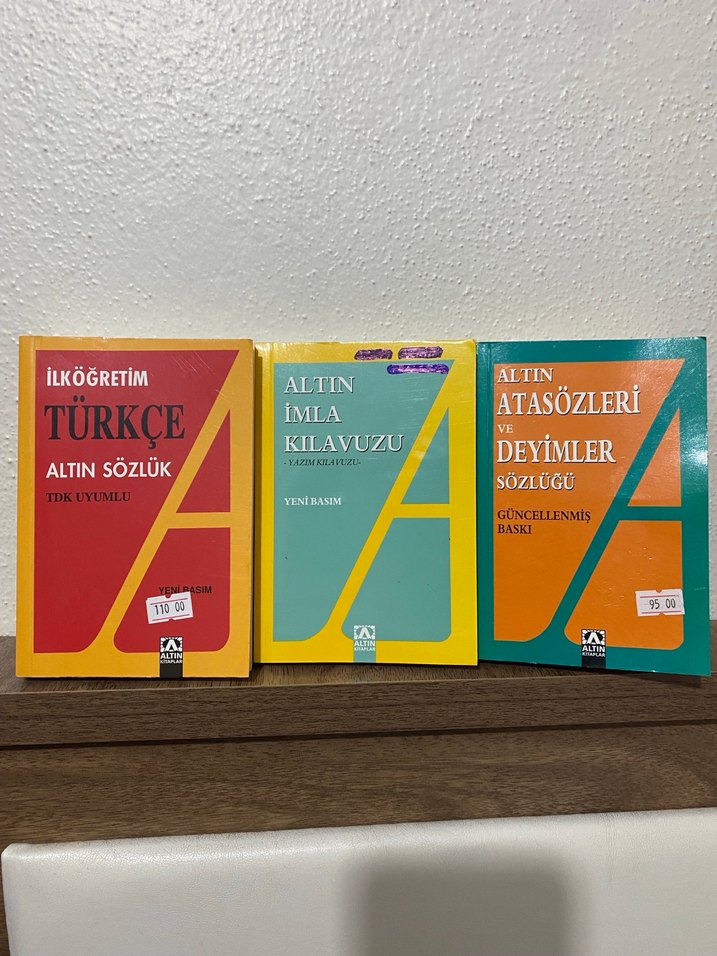 İLKÖĞRETİM
TÜRKÇE
ALTIN SÖZLÜK
TDK UYUMLU
YENİ BASIM
110 00
ALTIN
KİTAPLAR
ALTIN
İMLA
KILAVUZU
- YAZIM KILAVUZU-
YENİ BASIM
ALTIN
KİTAPLAR
ALTIN
ATASÖZLERİ
VE
DEYİMLER
SÖZLÜĞÜ
GÜNCELLENMİŞ
BASKI
95 00
ALTIN
KİTAPLAR